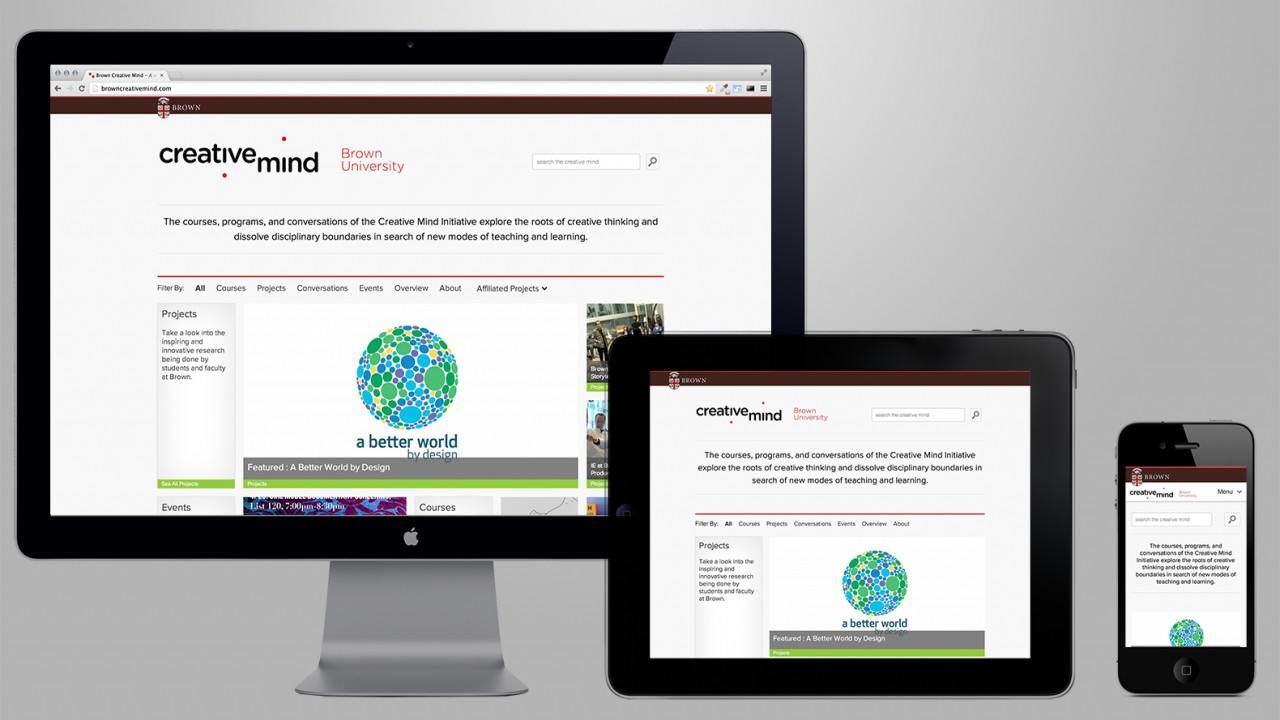 Brown Creative Mind - A
browncreativemind.com
BROWN
creative mind
Brown
University
search the creative mind
The courses, programs, and conversations of the Creative Mind Initiative explore the roots of creative thinking and
dissolve disciplinary boundaries in search of new modes of teaching and learning.
Filter By: All Courses Projects Conversations Events Overview About Affiliated Projects
Projects
Take a look into the
inspiring and
innovative research
being done by
students and faculty
at Brown.
See All Projects
a better world
by design
Featured : A Better World by Design
Projects
Brown
IE at
Produ
Events
List 120, 7:00pm-8:30pm
Courses
BROWN
creative mind
Brown
University
search the creative mind
The courses, programs, and conversations of the Creative Mind Initiative
explore the roots of creative thinking and dissolve disciplinary boundaries in
search of new modes of teaching and learning.
Filter By: All Courses Projects Conversations Events Overview About
Projects
Take a look into the
inspiring and
innovative research
being done by
students and faculty
at Brown.
a better world
by design
Featured : A Better World by Design
Projects
BROWN
creative mind
Brown
University
Menu
search the creative mind
The courses, programs, and
conversations of the Creative Mind
Initiative explore the roots of creative
thinking and dissolve disciplinary
boundaries in search of new modes of
teaching and learning.